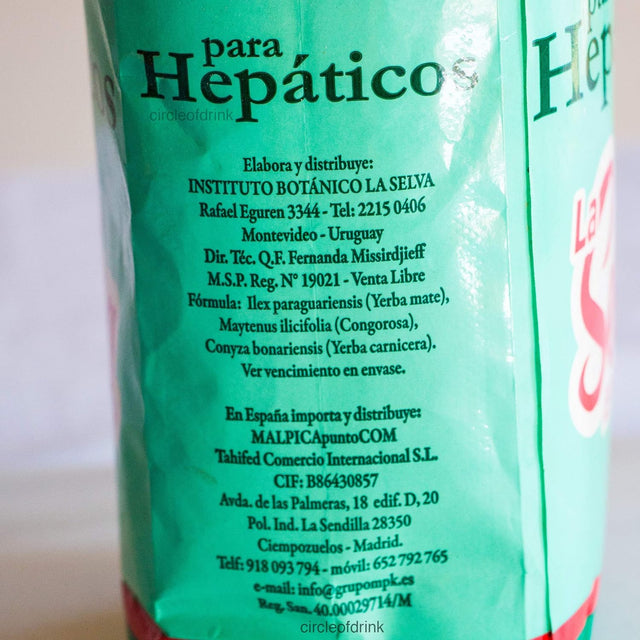 para
Hepáticos
circleofdrink
Elabora y distribuye:
INSTITUTO BOTÁNICO LA SELVA
Rafael Eguren 3344 - Tel: 2215 0406
Montevideo - Uruguay
Dir. Téc. Q.F. Fernanda Missirdjieff
M.S.P. Reg. N° 19021 - Venta Libre
Fórmula: Ilex paraguariensis (Yerba mate),
Maytenus ilicifolia (Congorosa),
Conyza bonariensis (Yerba carnicera).
Ver vencimiento en envase.
En España importa y distribuye:
MALPICApuntoCOM
Tahifed Comercio Internacional S.L.
CIF: B86430857
Avda. de las Palmeras, 18 edif. D, 20
Pol. Ind. La Sendilla 28350
Ciempozuelos - Madrid.
Telf: 918 093 794 - móvil: 652 792 765
e-mail: info@grupompk.es
Reg. San. 40.00029714/M
circleofdrink
La